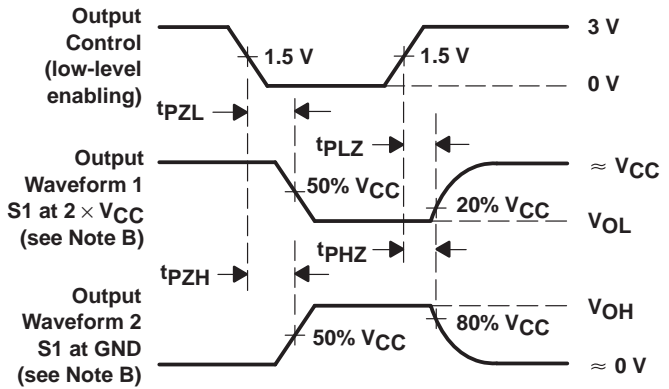 Output
Control
(low-level
enabling)
1.5 V
1.5 V
3 V
0 V
tPZL
tPLZ
Output
Waveform 1
S1 at 2 × VCC
(see Note B)
50% VCC
20% VCC
≈ VCC
VOL
tPZH
tPHZ
Output
Waveform 2
S1 at GND
(see Note B)
50% VCC
80% VCC
VOH
≈ 0 V